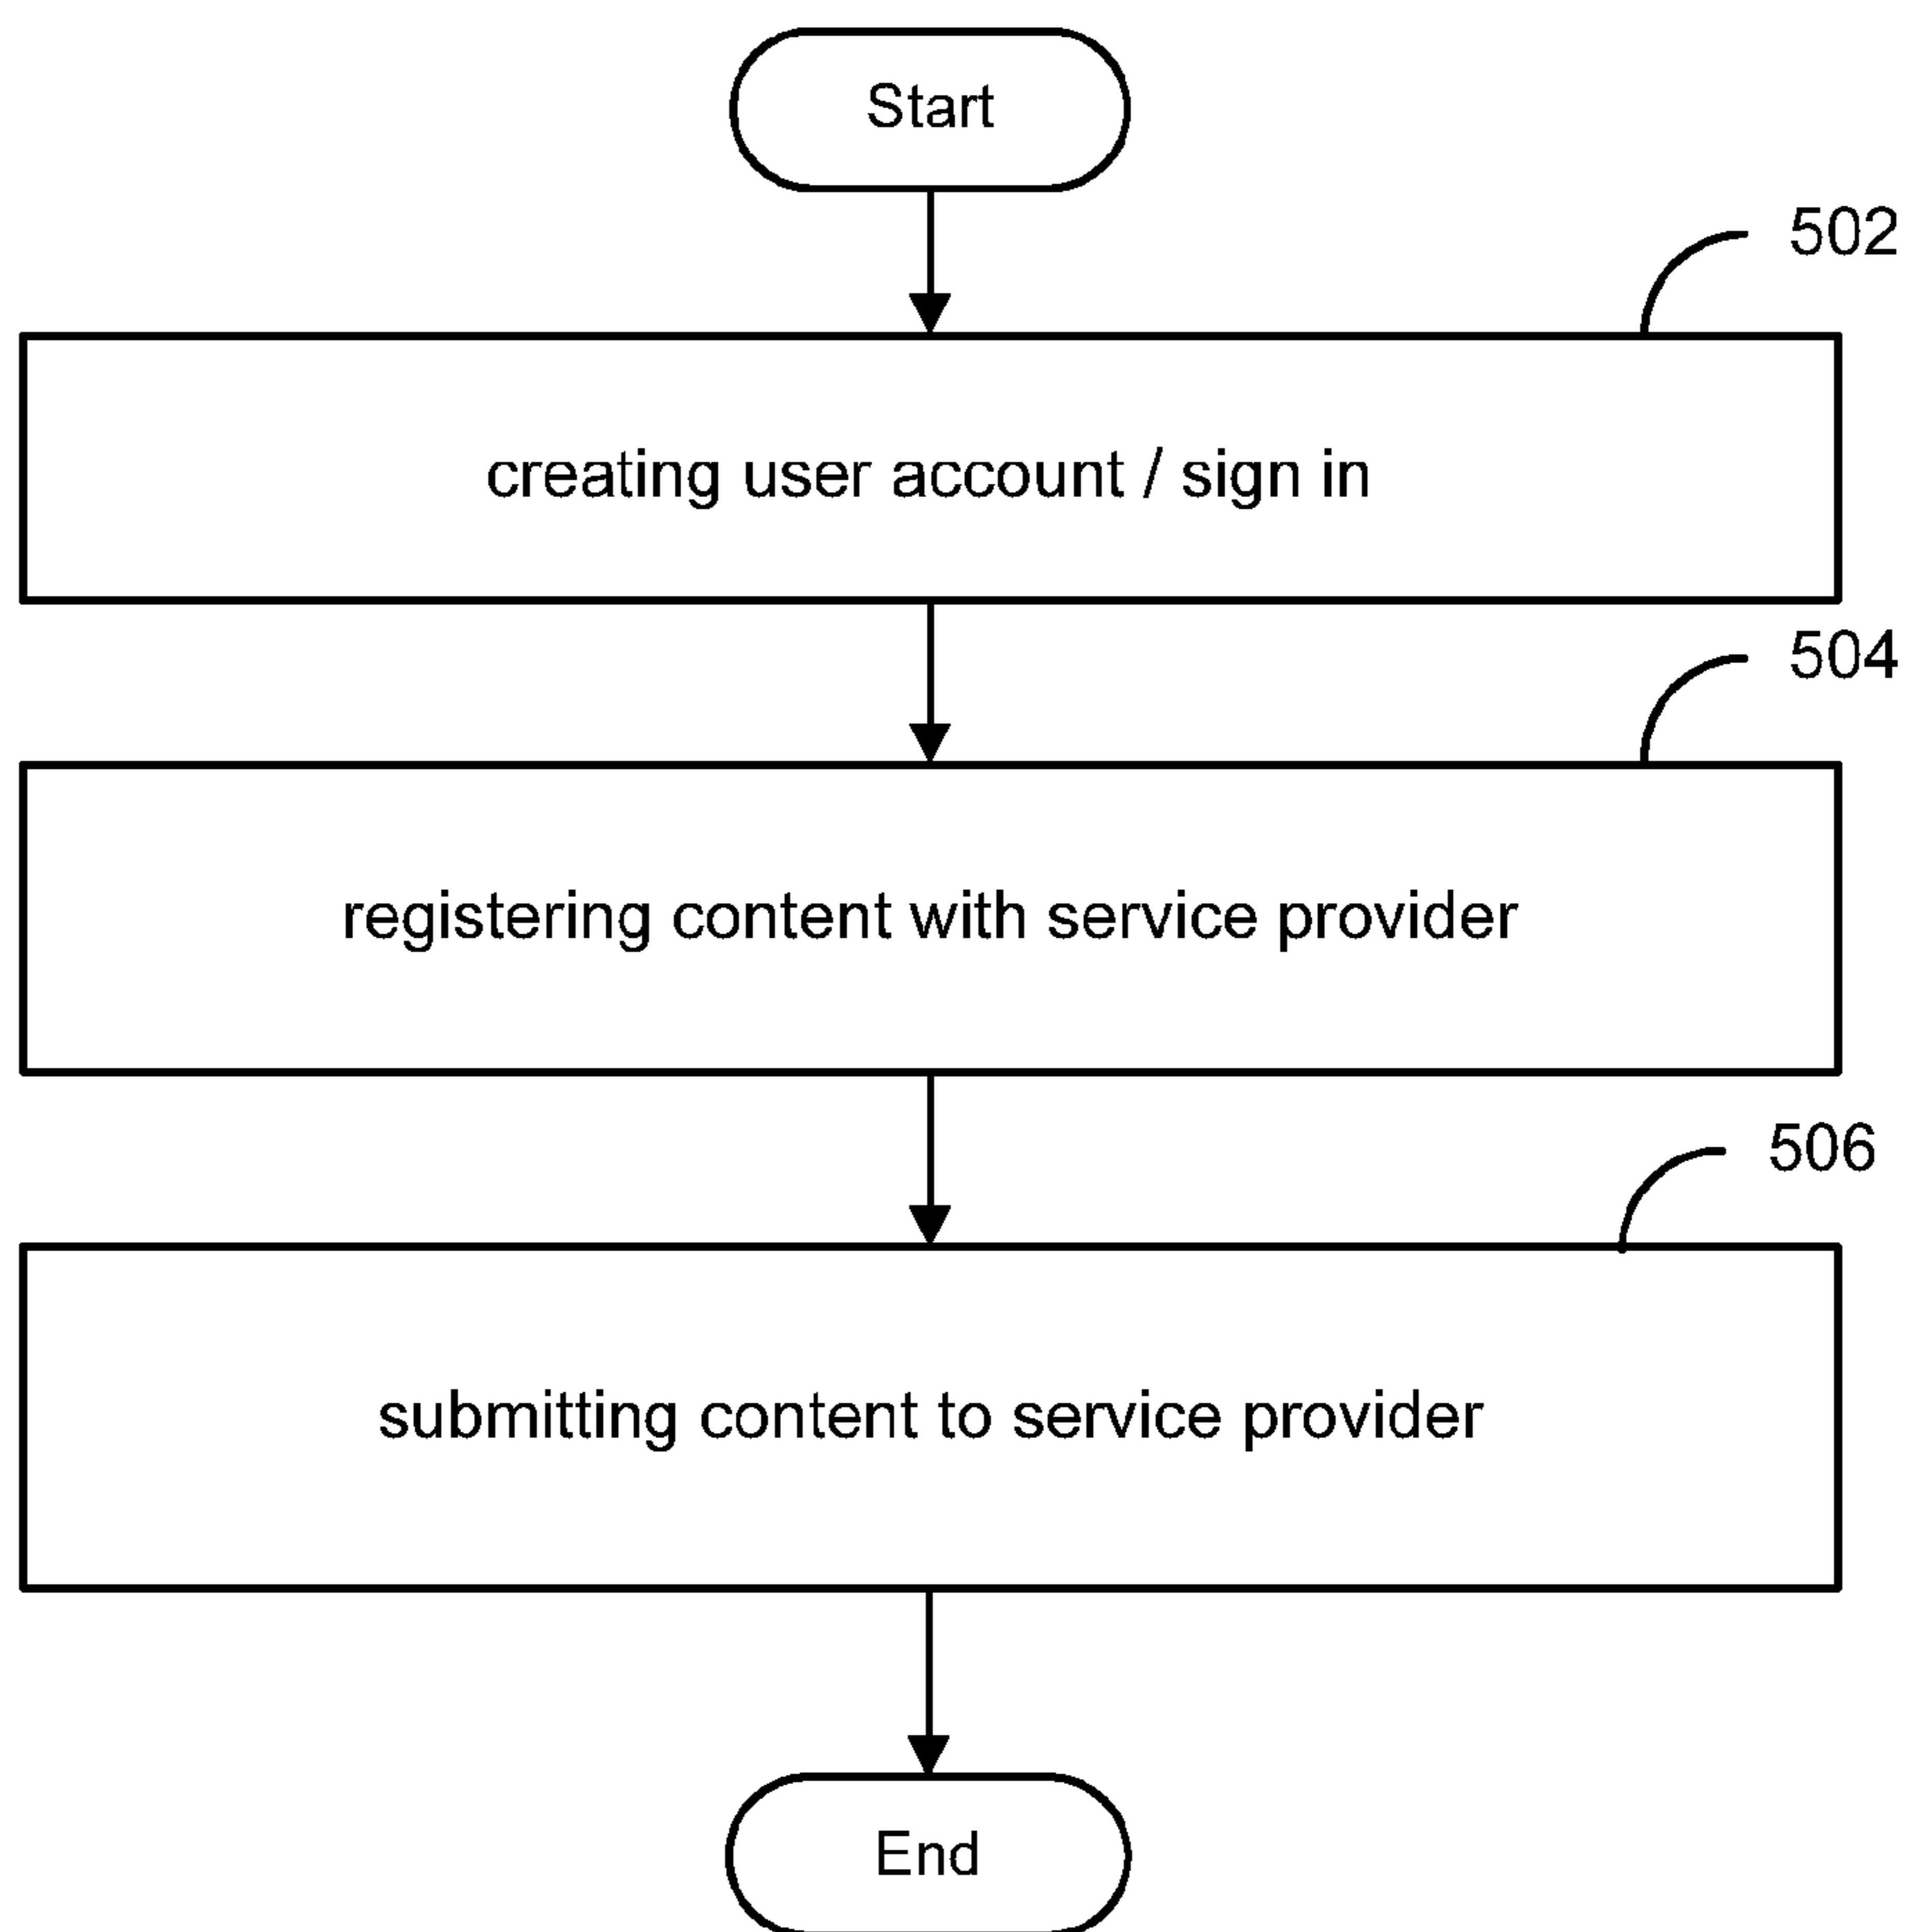 Start
502
creating user account / sign in
504
registering content with service provider
506
submitting content to service provider
End